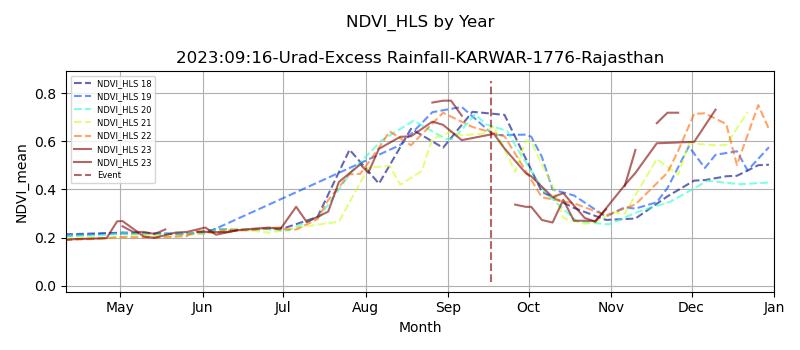 NDVI_HLS by Year
2023:09:16-Urad-Excess Rainfall-KARWAR-1776-Rajasthan
NDVI_HLS 18
NDVI_HLS 19
NDVI_HLS 20
NDVI_HLS 21
NDVI_HLS 22
NDVI_HLS 23
NDVI_HLS 23
Event
NDVI_mean
0.8
0.6
0.4
0.2
0.0
May Jun Jul Aug Sep Oct Nov Dec Jan
Month